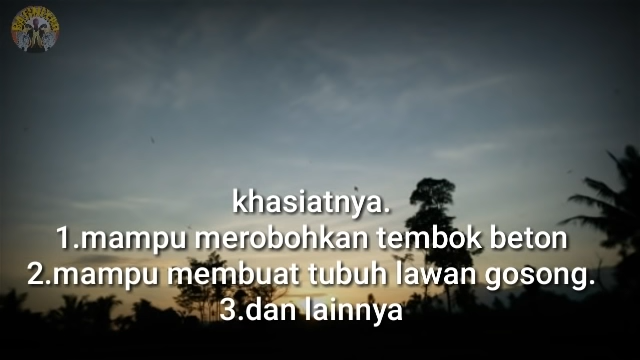 khasiatnya.
1.mampu merobohkan tembok beton
2.mampu membuat tubuh lawan gosong.
3.dan lainnya